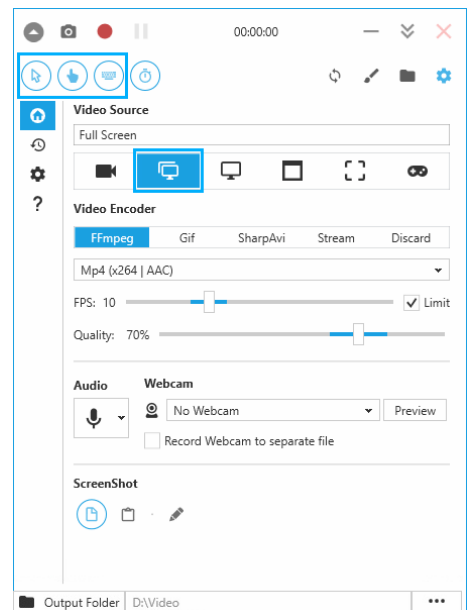 00:00:00
Video Source
Full Screen
Video Encoder
FFmpeg Gif SharpAvi Stream Discard
Mp4 (x264 | AAC)
FPS: 10 Limit
Quality: 70%
Audio Webcam
No Webcam Preview
Record Webcam to separate file
ScreenShot
Output Folder D:\Video ...